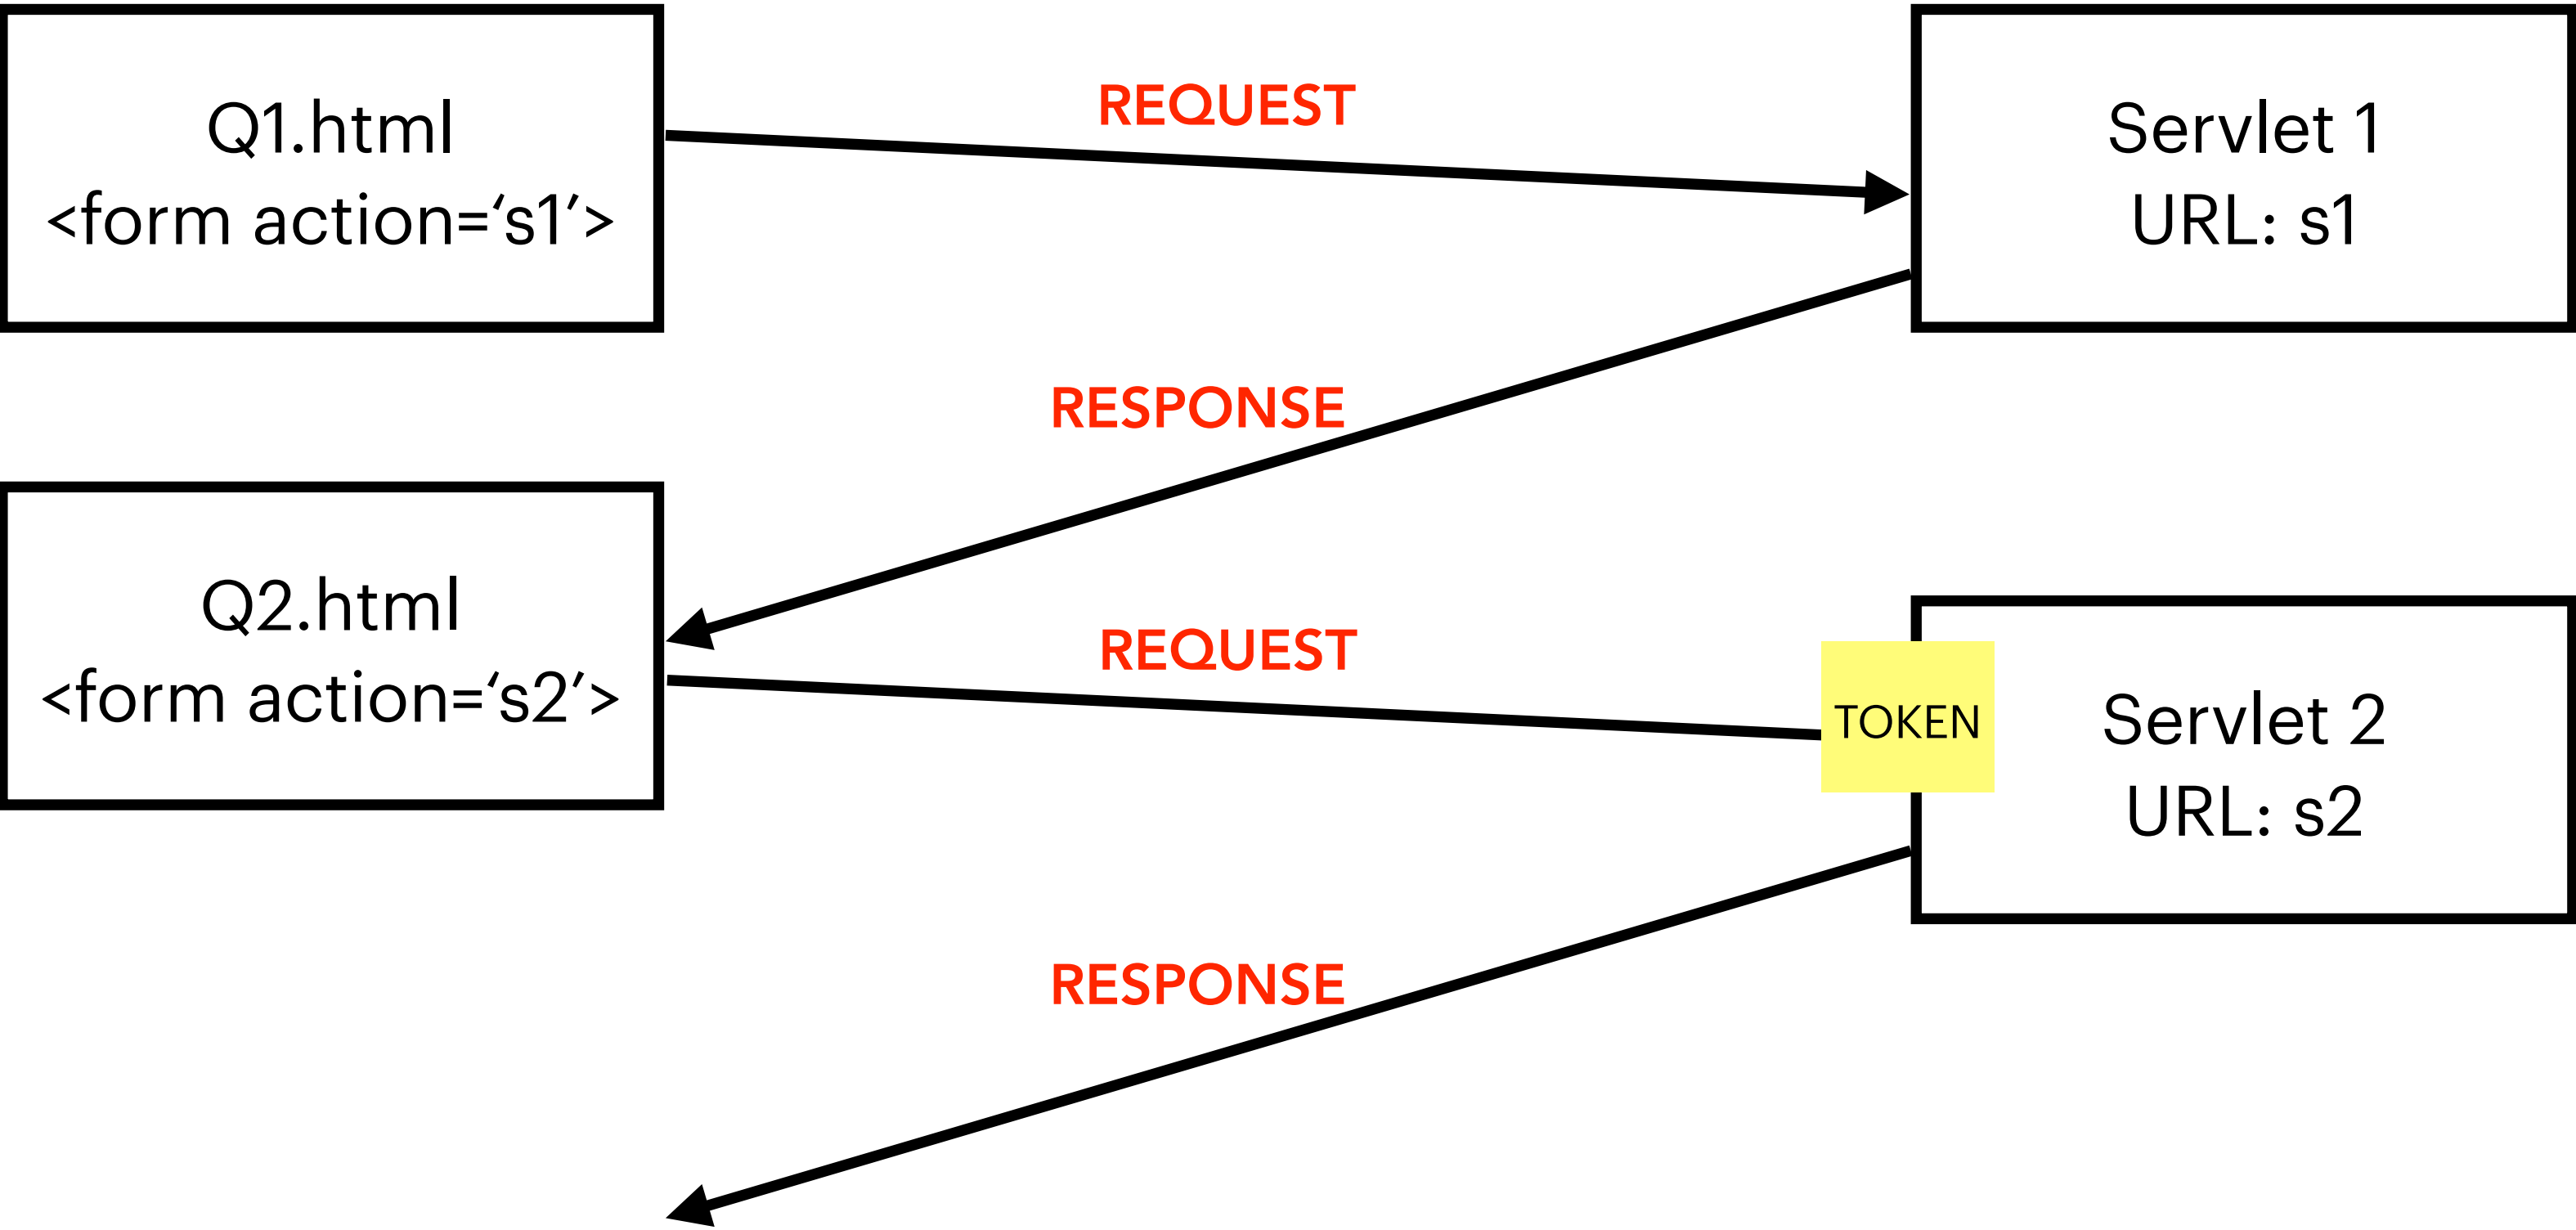 Q1.html
<form action=‘s1’>
REQUEST
Servlet 1
URL: s1
RESPONSE
Q2.html
<form action=‘s2’>
REQUEST
TOKEN
Servlet 2
URL: s2
RESPONSE